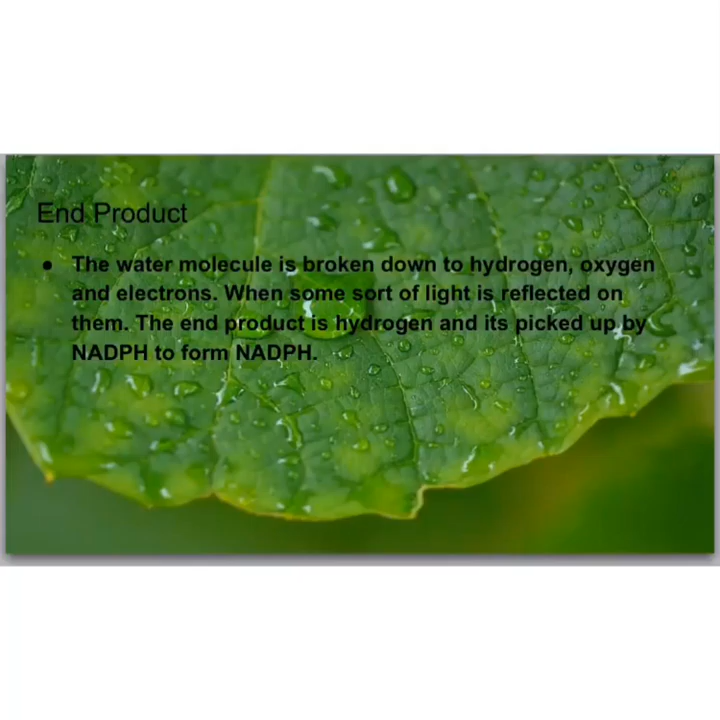 End Product
● The water molecule is broken down to hydrogen, oxygen
and electrons. When some sort of light is reflected on
them. The end product is hydrogen and its picked up by
NADPH to form NADPH.